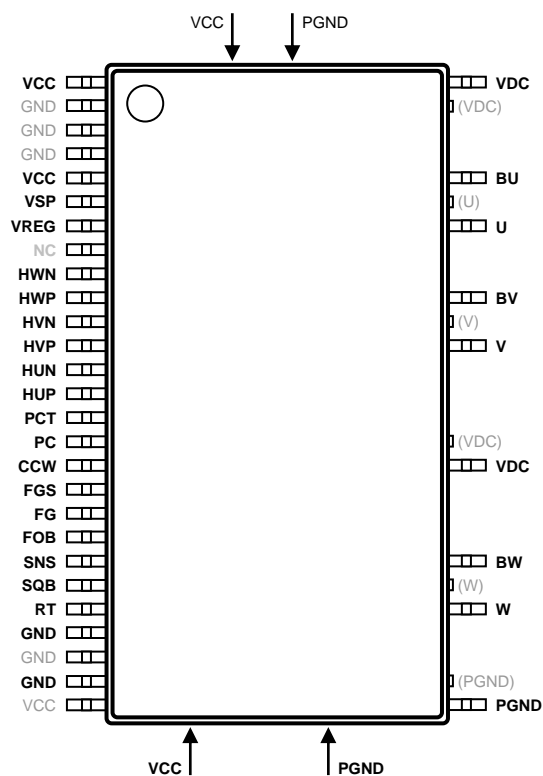 VCC PGND
VCC
GND
GND
GND
VCC
VSP
VREG
NC
HWN
HWP
HVN
HVP
HUN
HUP
PCT
PC
CCW
FGS
FG
FOB
SNS
SQB
RT
GND
GND
GND
VCC
VDC
(VDC)
BU
(U)
U
BV
(V)
V
(VDC)
VDC
BW
(W)
W
(PGND)
PGND
VCC PGND